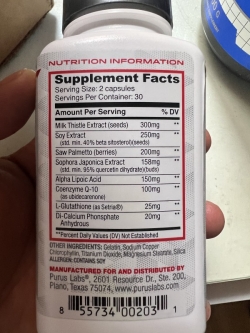 NUTRITION INFORMATION
Supplement Facts
Serving Size: 2 capsules
Servings Per Container: 30
Amount Per Serving % DV
Milk Thistle Extract (seeds) 300mg **
Soy Extract 250mg **
(std. min. 40% beta sitosterol)(seeds)
Saw Palmetto (berries) 200mg **
Sophora Japonica Extract 158mg **
(std. min. 95% quercetin dihydrate)(buds)
Alpha Lipoic Acid 150mg **
Coenzyme Q-10 100mg **
(as ubidecarenone)
L-Glutathione (as Setria®) 25mg **
Di-Calcium Phosphate **
Anhydrous 2mg
**Percent Daily Values (DV) Not Established
OTHER INGREDIENTS: Gelatin, Sodium Copper
Chlorophyllin, Titanium Dioxide, Magnesium Stearate, Silica
ALLERGEN: CONTAINS SOY
MANUFACTURED FOR AND DISTRIBUTED BY
Purus Labs®, 2601 Resource Dr., Ste. 200,
Plano, Texas 75074, www.puruslabs.com
8 55734 00203 1